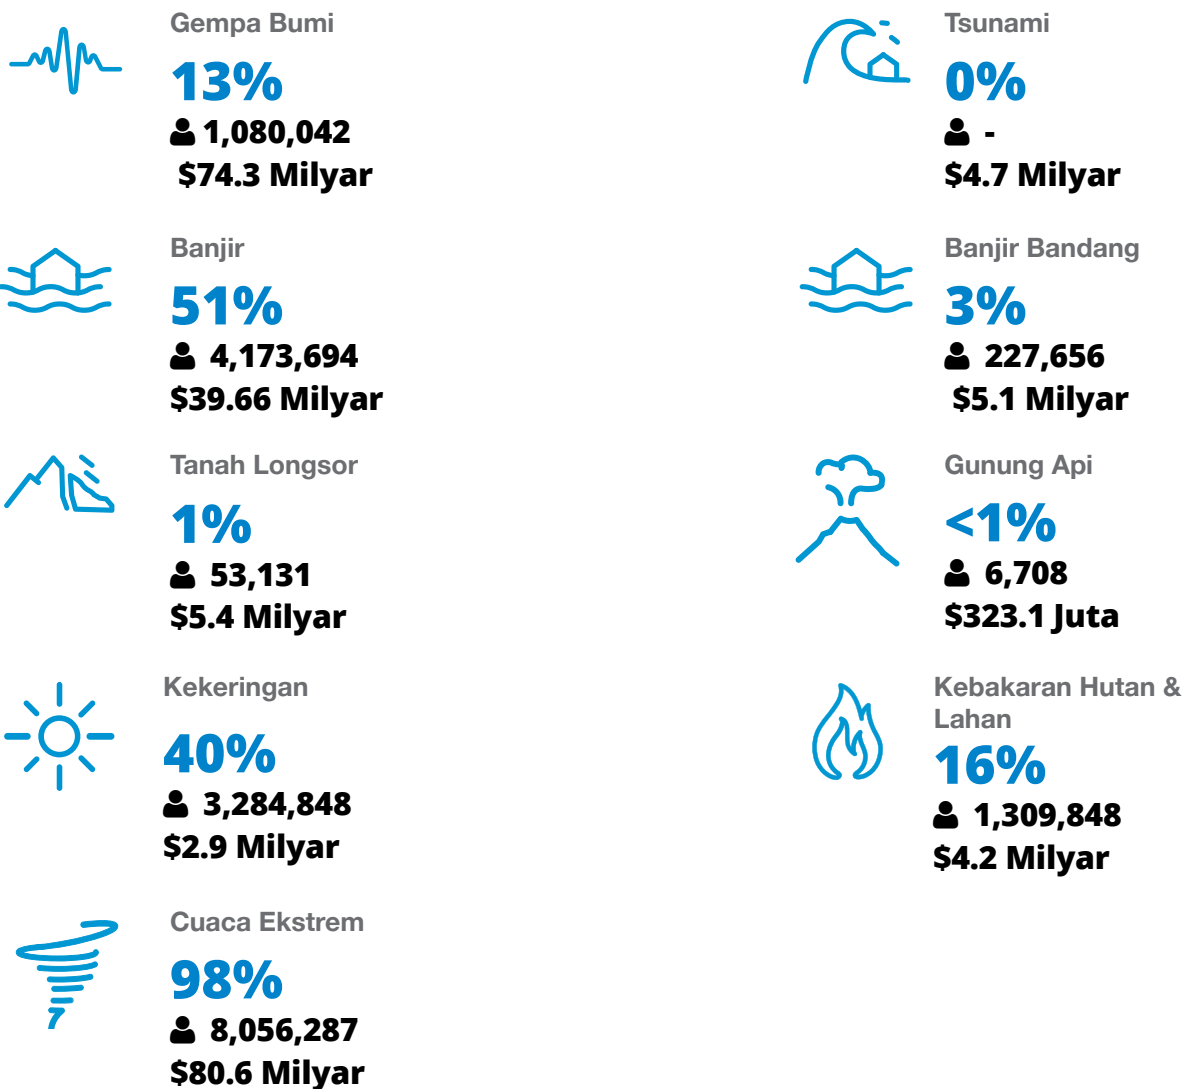 Gempa Bumi
13%
1,080,042
$74.3 Milyar
Tsunami
0%
-
$4.7 Milyar
Banjir
51%
4,173,694
$39.66 Milyar
Banjir Bandang
3%
227,656
$5.1 Milyar
Tanah Longsor
1%
53,131
$5.4 Milyar
Gunung Api
<1%
6,708
$323.1 Juta
Kekeringan
40%
3,284,848
$2.9 Milyar
Kebakaran Hutan &
Lahan
16%
1,309,848
$4.2 Milyar
Cuaca Ekstrem
98%
8,056,287
$80.6 Milyar